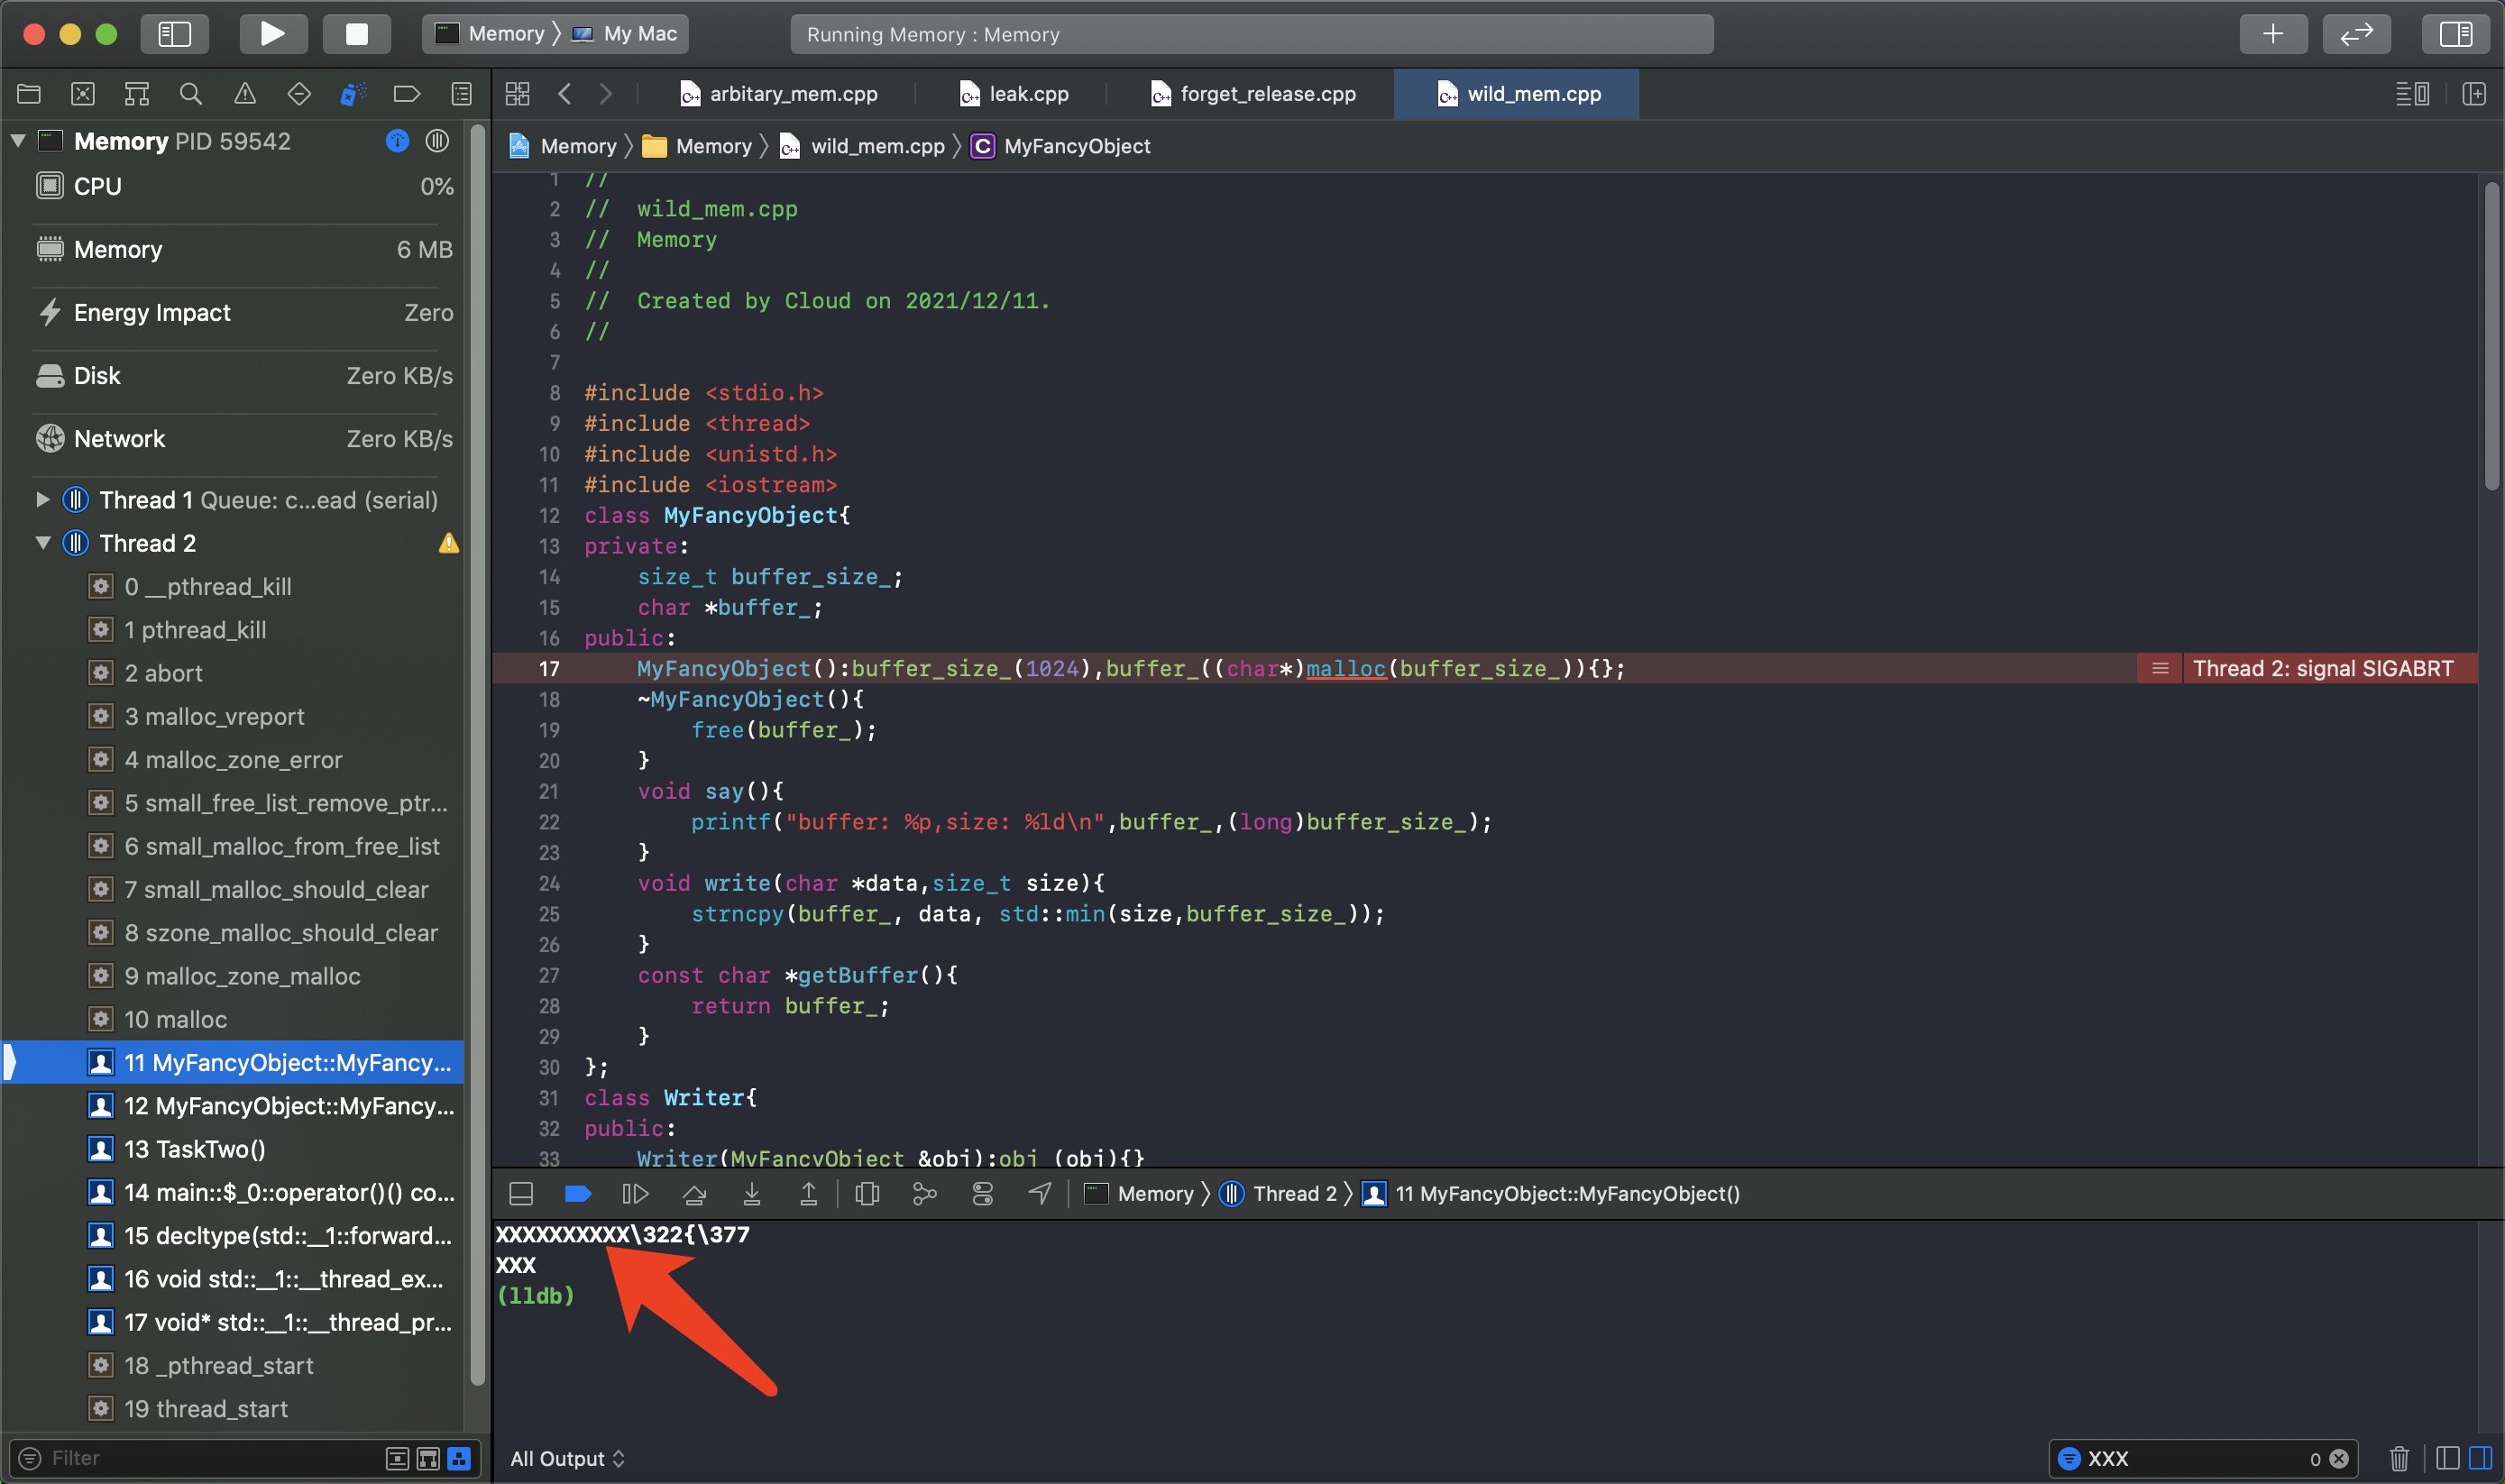 Memory 〉 My Mac
Running Memory : Memory
arbitary_mem.cpp
leak.cpp
forget_release.cpp
wild_mem.cpp
Memory PID 59542
CPU 0%
Memory 6 MB
Energy Impact Zero
Disk Zero KB/s
Network Zero KB/s
Thread 1 Queue: c...ead (serial)
Thread 2
0 __pthread_kill
1 pthread_kill
2 abort
3 malloc_vreport
4 malloc_zone_error
5 small_free_list_remove_ptr...
6 small_malloc_from_free_list
7 small_malloc_should_clear
8 szone_malloc_should_clear
9 malloc_zone_malloc
10 malloc
11 MyFancyObject::MyFancy...
12 MyFancyObject::MyFancy...
13 TaskTwo()
14 main::$_0::operator()() co...
15 decltype(std::__1::forward...
16 void std::__1::__thread_ex...
17 void* std::__1::__thread_pr...
18 _pthread_start
19 thread_start
Filter
Memory 〉 Memory 〉 wild_mem.cpp 〉 C MyFancyObject
1 //
2 //  wild_mem.cpp
3 //  Memory
4 //
5 //  Created by Cloud on 2021/12/11.
6 //
7
8 #include <stdio.h>
9 #include <thread>
10 #include <unistd.h>
11 #include <iostream>
12 class MyFancyObject{
13 private:
14     size_t buffer_size_;
15     char *buffer_;
16 public:
17     MyFancyObject():buffer_size_(1024),buffer_((char*)malloc(buffer_size_)){}; Thread 2: signal SIGABRT
18     ~MyFancyObject(){
19         free(buffer_);
20     }
21     void say(){
22         printf("buffer: %p,size: %ld\n",buffer_,(long)buffer_size_);
23     }
24     void write(char *data,size_t size){
25         strncpy(buffer_, data, std::min(size,buffer_size_));
26     }
27     const char *getBuffer(){
28         return buffer_;
29     }
30 };
31 class Writer{
32 public:
33     Writer(MyFancyObject &obj):obj_(obj){}
Memory 〉 Thread 2 〉 11 MyFancyObject::MyFancyObject()
XXXXXXXXXX\322{\377
XXX
(lldb)
All Output
XXX 0